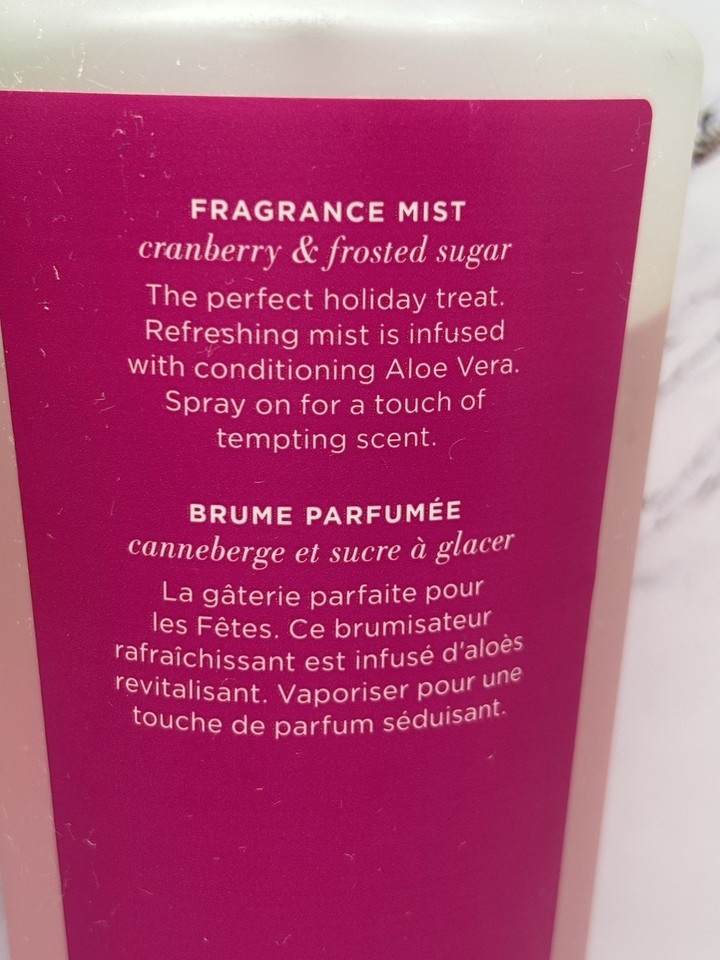 FRAGRANCE MIST
cranberry & frosted sugar
The perfect holiday treat.
Refreshing mist is infused
with conditioning Aloe Vera.
Spray on for a touch of
tempting scent.
BRUME PARFUMÉE
canneberge et sucre à glacer
La gâterie parfaite pour
les Fêtes. Ce brumisateur
rafraîchissant est infusé d'aloès
revitalisant. Vaporiser pour une
touche de parfum séduisant.